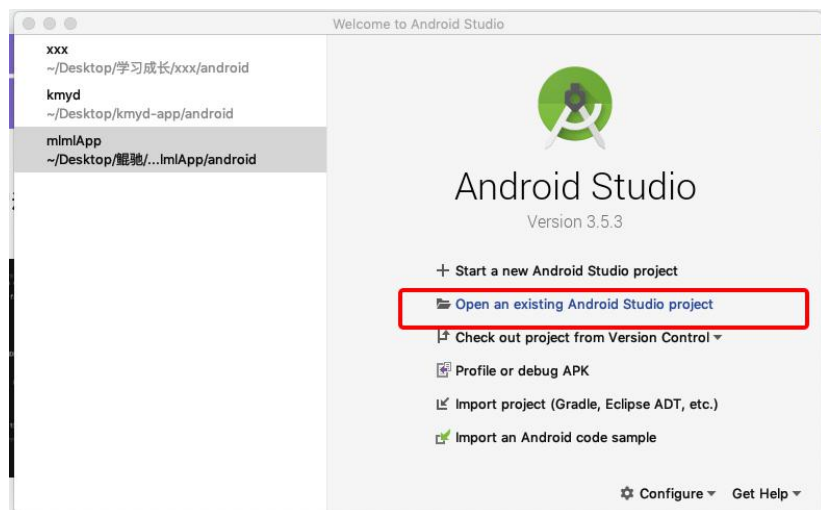 Welcome to Android Studio
xxx
~/Desktop/学习成长/xxx/android
kmyd
~/Desktop/kmyd-app/android
mlmlApp
~/Desktop/鲲驰/...lmlApp/android
Android Studio
Version 3.5.3
Start a new Android Studio project
Open an existing Android Studio project
Check out project from Version Control
Profile or debug APK
Import project (Gradle, Eclipse ADT, etc.)
Import an Android code sample
Configure
Get Help